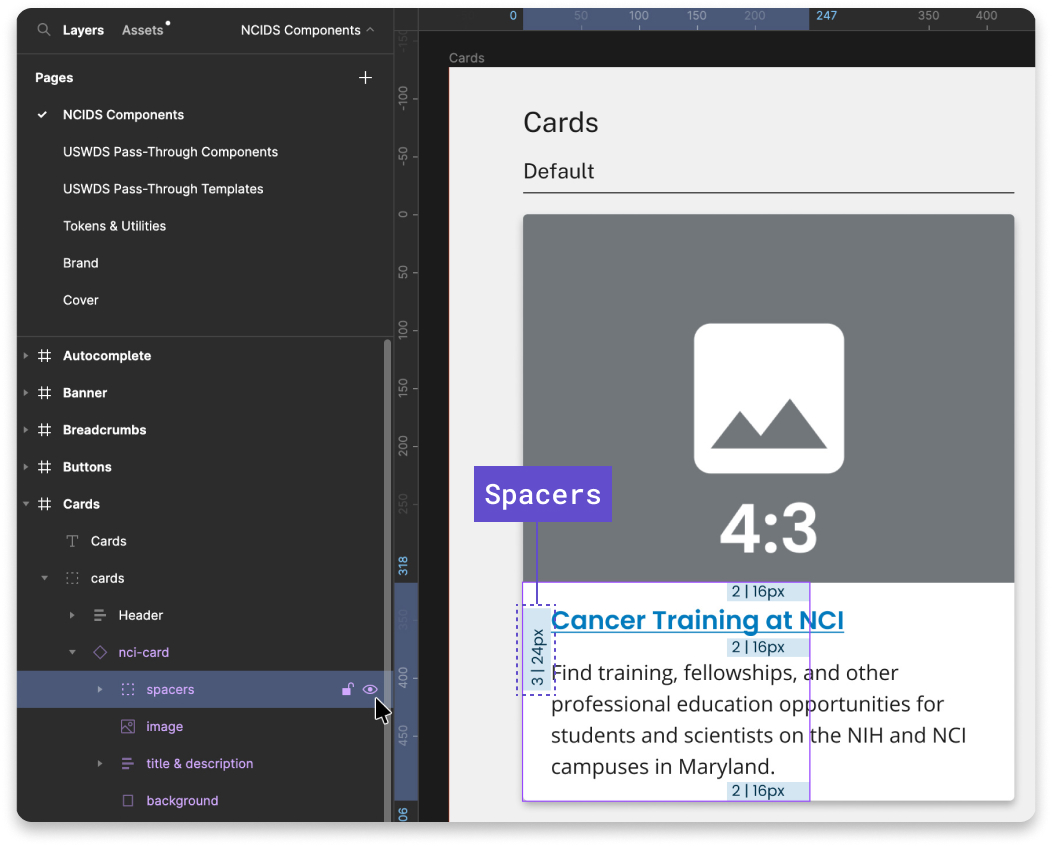 Layers Assets NCIDS Components
Pages
NCIDS Components
USWDS Pass-Through Components
USWDS Pass-Through Templates
Tokens & Utilities
Brand
Cover
Autocomplete
Banner
Breadcrumbs
Buttons
Cards
Cards
cards
Header
nci-card
spacers
image
title & description
background
0 50 100 150 200 247 350 400
-150
-100
-50
0
50
100
150
200
250
318
350
400
450
06
Cards
Cards
Default
4:3
Spacers
2 | 16px
Cancer Training at NCI
2 | 16px
3 | 24px
Find training, fellowships, and other
professional education opportunities for
students and scientists on the NIH and NCI
campuses in Maryland.
2 | 16px